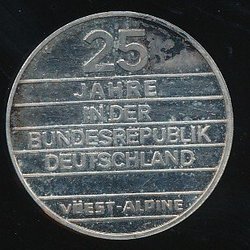 25
JAHRE
IN DER
BUNDESREPUBLIK
DEUTSCHLAND
VÖEST-ALPINE